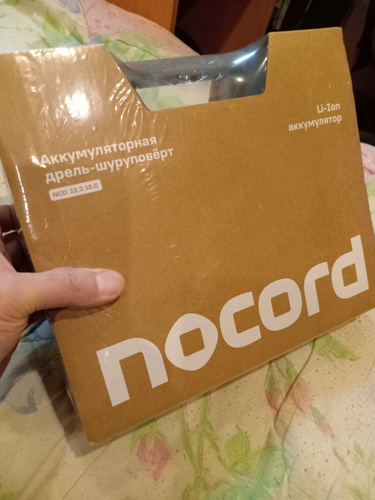 Аккумуляторная
дрель-шуруповёрт
NCD 12.2.15.C
Li-Ion
аккумулятор
nocord